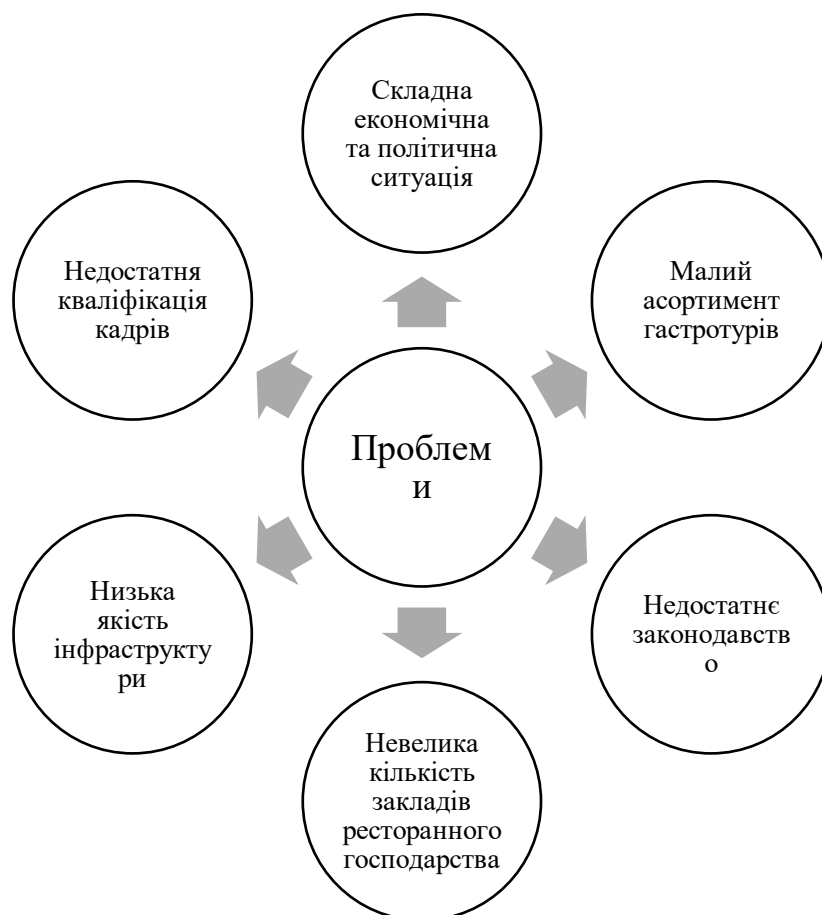 Складна
економічна
та політична
ситуація
Недостатня
кваліфікація
кадрів
Малий
асортимент
гастротурів
Проблем
и
Низька
якість
інфраструкту
ри
Недостатнє
законодавств
о
Невелика
кількість
закладів
ресторанного
господарства